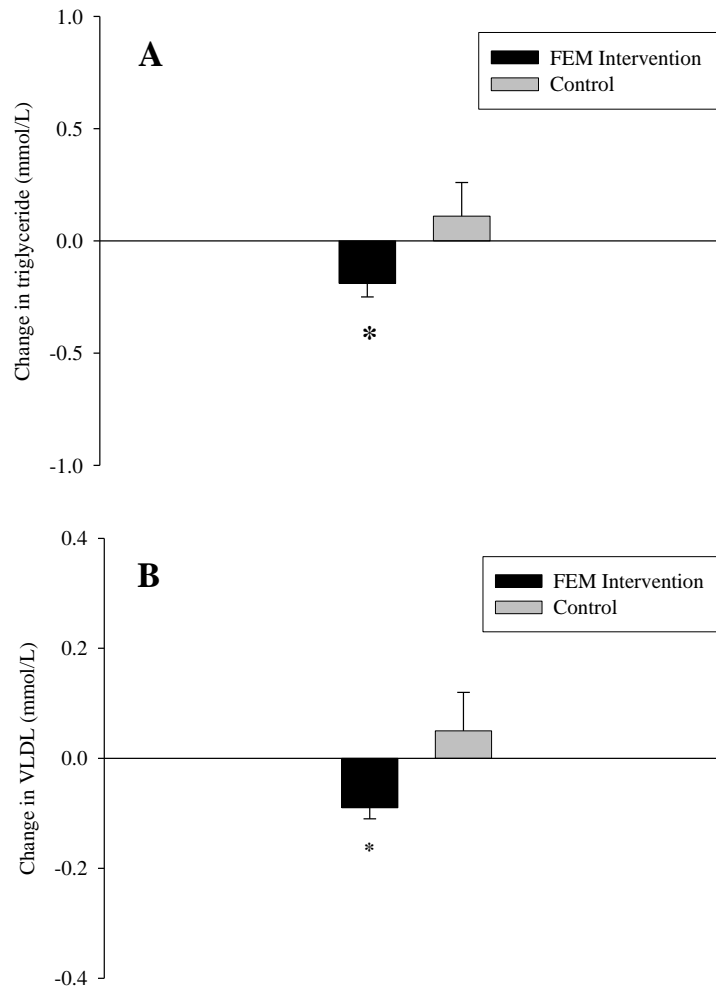 A
FEM Intervention
Control
Change in triglyceride (mmol/L)
1.0
0.5
0.0
-0.5
-1.0
*
B
FEM Intervention
Control
Change in VLDL (mmol/L)
0.4
0.2
0.0
-0.2
-0.4
*